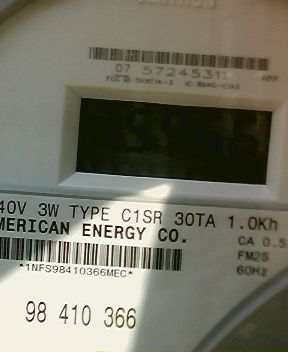 07 57245311
40V 3W TYPE C1SR 30TA 1.0Kh
MERICAN ENERGY CO.
CA 0.5
*1NFS98410366MEC*
FM2S
60Hz
98 410 366